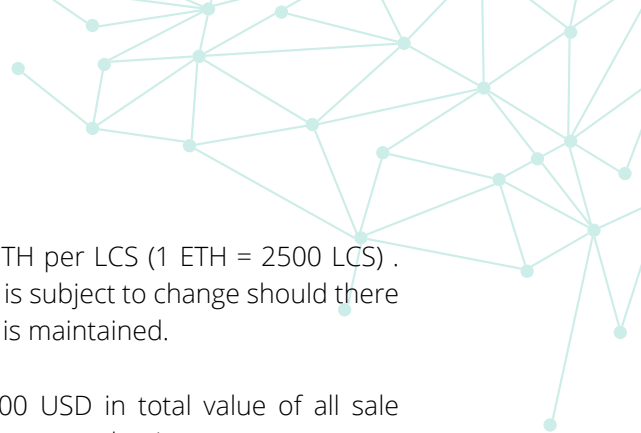 TH per LCS (1 ETH = 2500 LCS) .
is subject to change should there
is maintained.
00 USD in total value of all sale